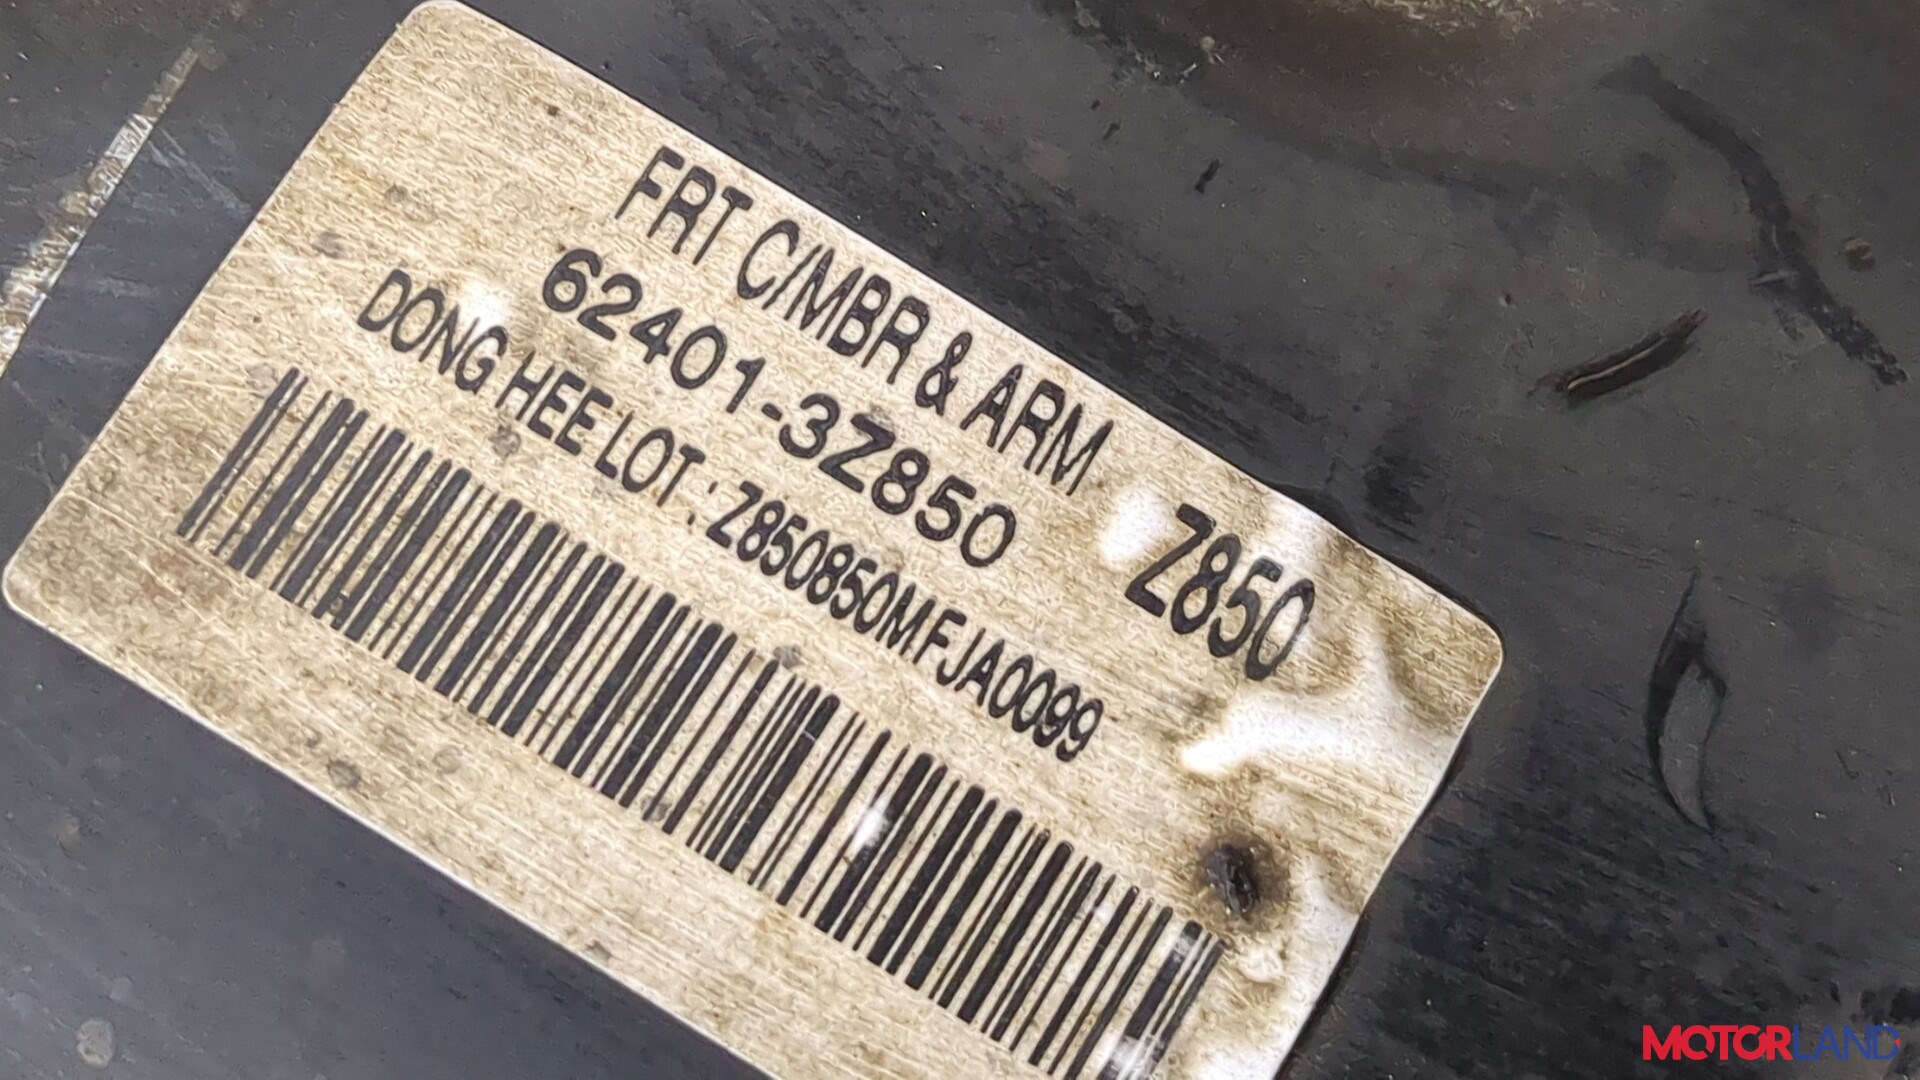 FRT C/MBR & ARM
62401-3Z850
Z850
DONG HEE LOT : Z850850MFJA0099
MOTORLAND